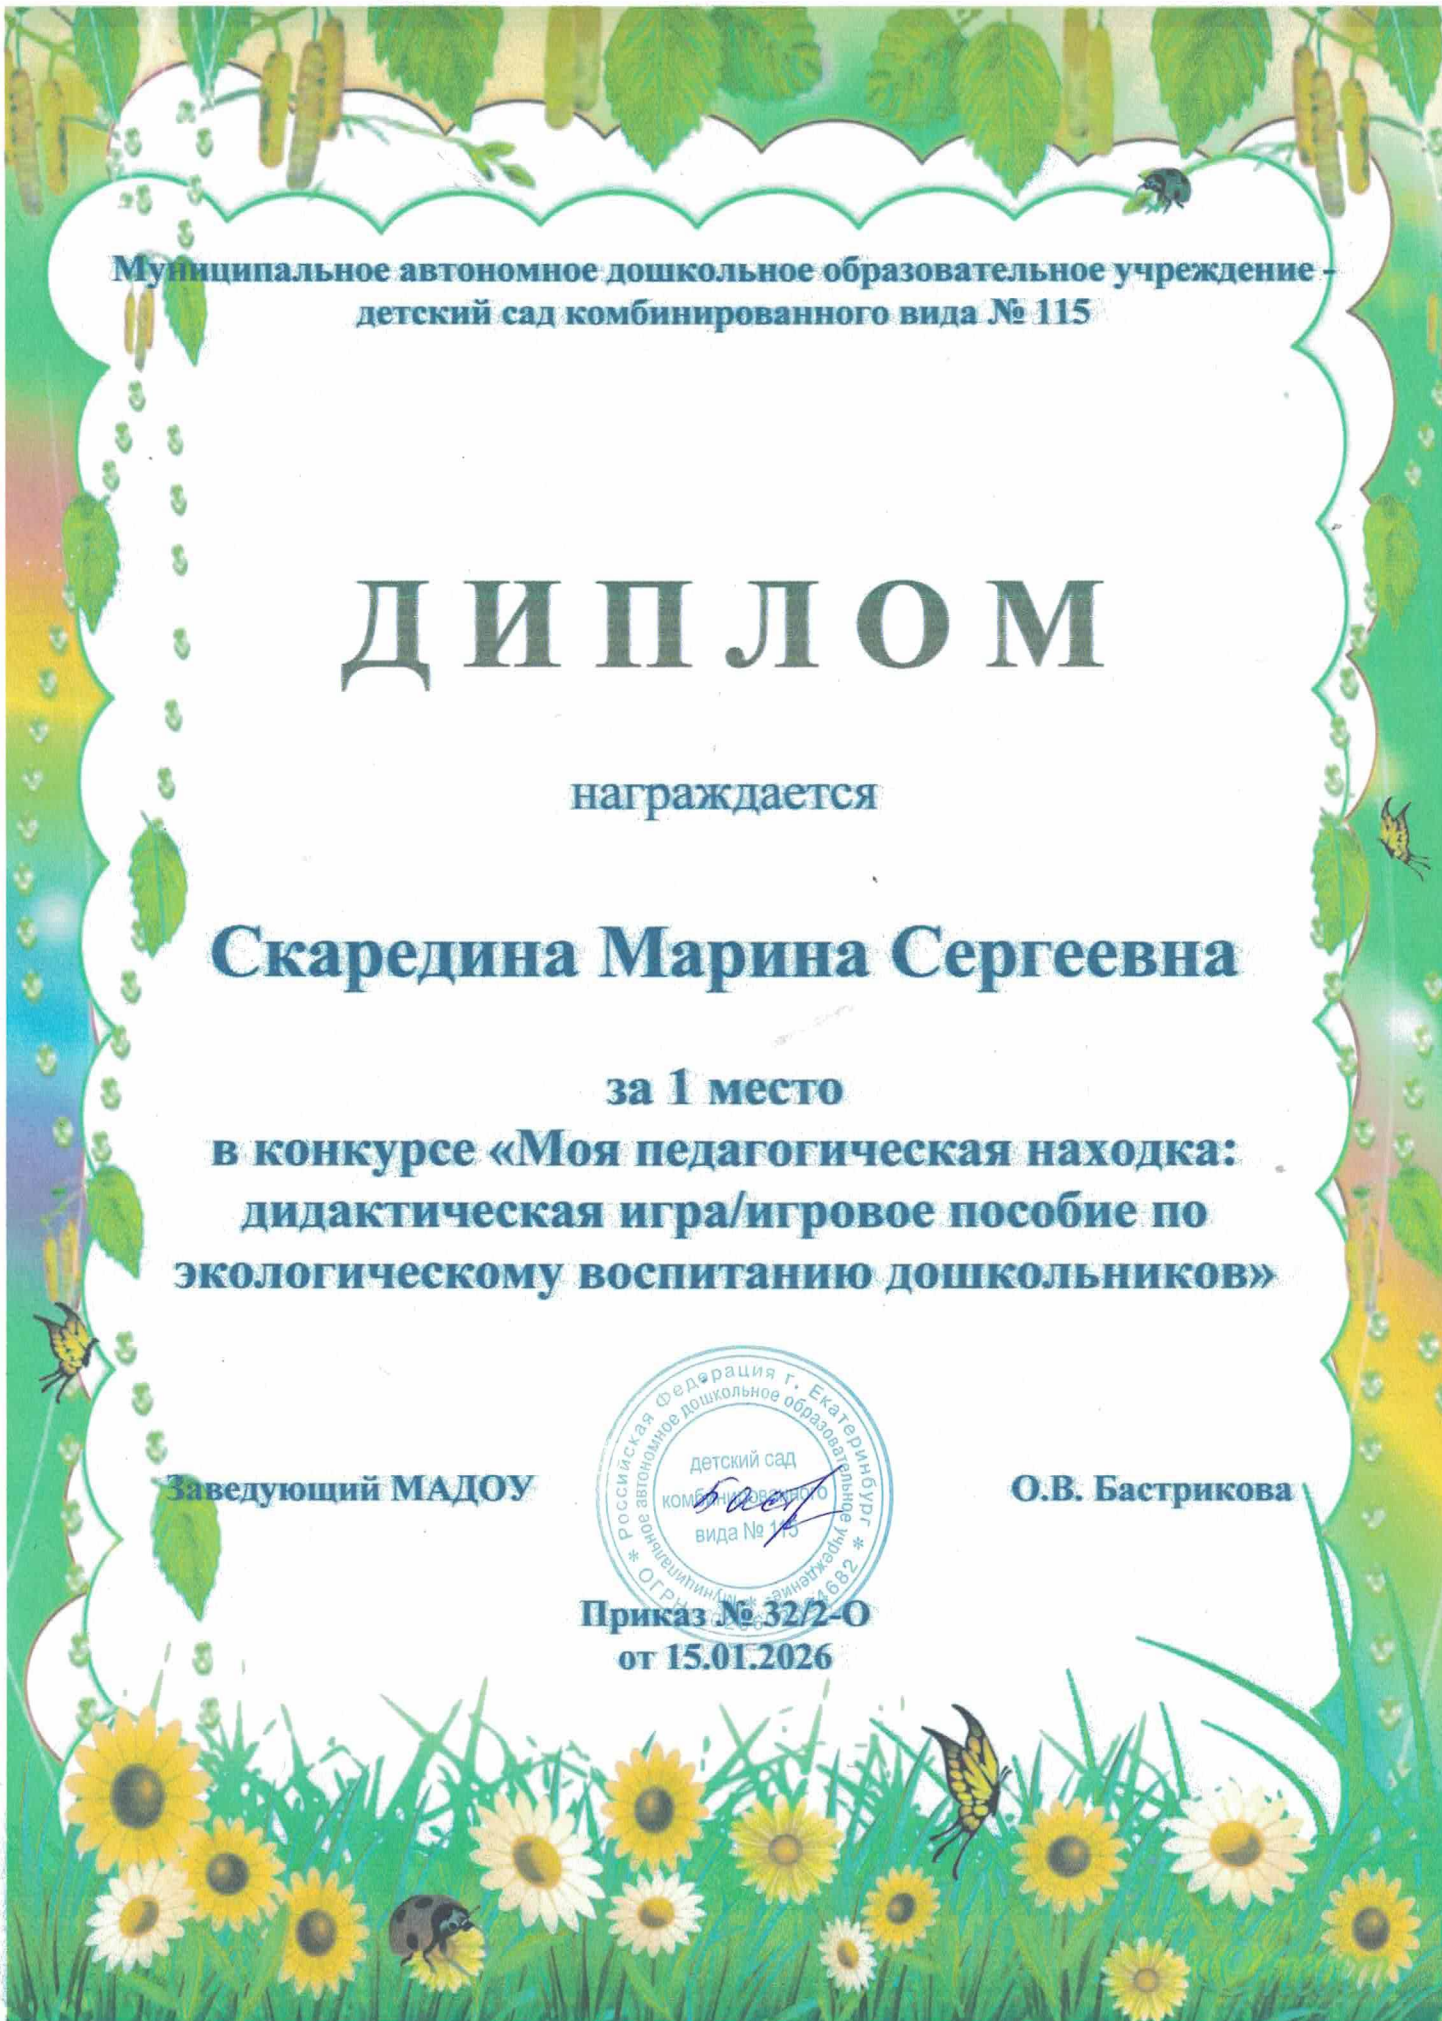 Муниципальное автономное дошкольное образовательное учреждение -
детский сад комбинированного вида № 115
ДИПЛОМ
награждается
Скаредина Марина Сергеевна
за 1 место
в конкурсе «Моя педагогическая находка:
дидактическая игра/игровое пособие по
экологическому воспитанию дошкольников»
Заведующий МАДОУ
О.В. Бастрикова
* Российская Федерация г. Екатеринбург *
Муниципальное автономное дошкольное образовательное учреждение
детский сад
комбинированного
вида № 115
ОГРН
Приказ № 32/2-О
от 15.01.2026